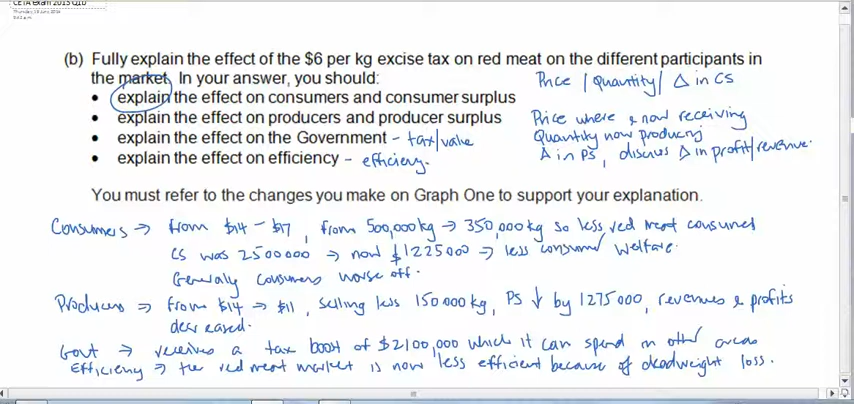 CETA exam 2013 Q10
(b) Fully explain the effect of the $6 per kg excise tax on red meat on the different participants in
the market. In your answer, you should:
Price / Quantity / Δ in CS
• explain the effect on consumers and consumer surplus
• explain the effect on producers and producer surplus
Price where & now receiving
• explain the effect on the Government - tax/value
Quantity now producing
• explain the effect on efficiency - efficiency.
Δ in PS, discuss Δ in profit/revenue.
You must refer to the changes you make on Graph One to support your explanation.
Consumers → from $14 - $17, from 500,000kg → 350,000kg so less red meat consumed
CS was 2500000 → now $1225000 → less consumer welfare.
Generally consumers worse off.
Producers → from $14 → $11, selling less 150 000kg, PS ↓ by 1275000, revenues & profits
decreased.
Govt → receives a tax boost of $2100,000 which it can spend on other areas
Efficiency → the red meat market is now less efficient because of deadweight loss.